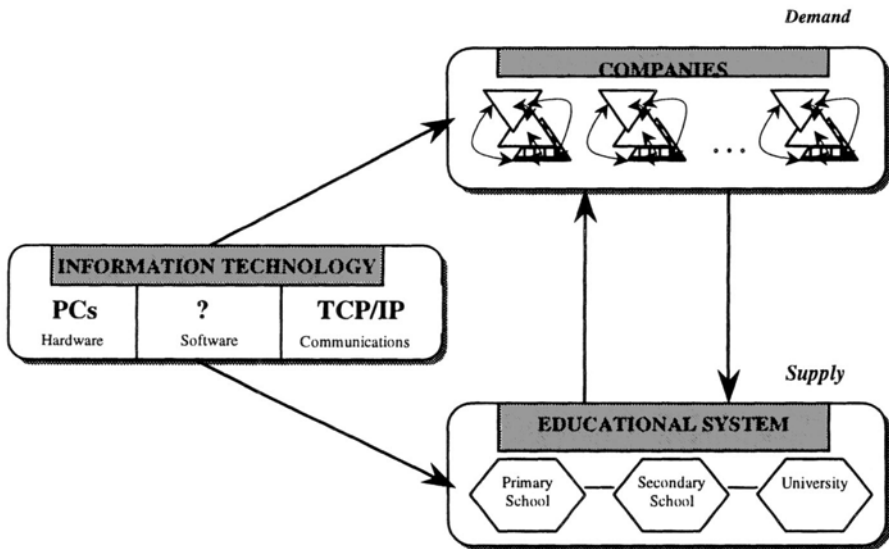 Demand
COMPANIES
. . .
INFORMATION TECHNOLOGY
PCs ? TCP/IP
Hardware Software Communications
Supply
EDUCATIONAL SYSTEM
Primary School
Secondary School
University